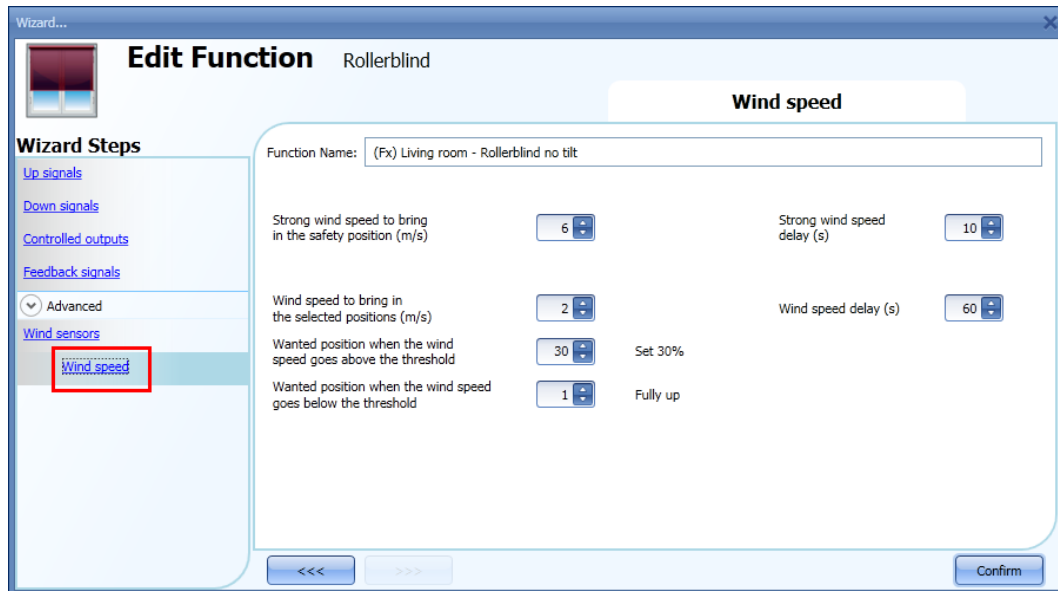 Wizard...
Edit Function Rollerblind
Wind speed
Wizard Steps
Up signals
Down signals
Controlled outputs
Feedback signals
Advanced
Wind sensors
Wind speed
Function Name: (Fx) Living room - Rollerblind no tilt
Strong wind speed to bring
in the safety position (m/s)
6
Strong wind speed
delay (s)
10
Wind speed to bring in
the selected positions (m/s)
2
Wind speed delay (s)
60
Wanted position when the wind
speed goes above the threshold
30
Set 30%
Wanted position when the wind speed
goes below the threshold
1
Fully up
<<<
>>>
Confirm